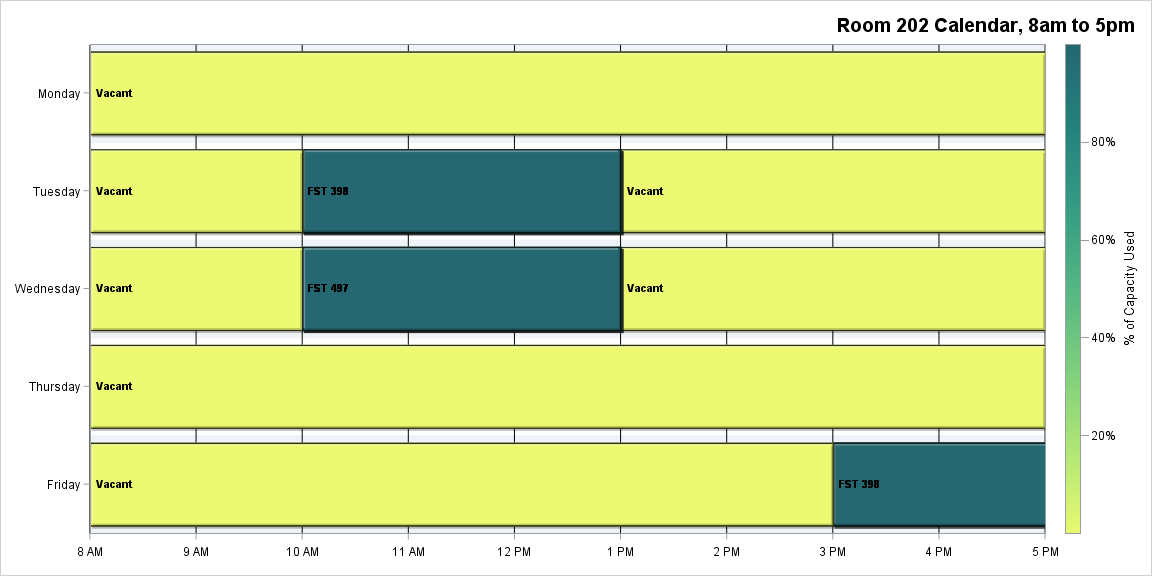 Room 202 Calendar, 8am to 5pm
Monday
Vacant
Tuesday
Vacant
FST 398
Vacant
Wednesday
Vacant
FST 497
Vacant
Thursday
Vacant
Friday
Vacant
FST 398
8 AM
9 AM
10 AM
11 AM
12 PM
1 PM
2 PM
3 PM
4 PM
5 PM
80%
60%
40%
20%
% of Capacity Used